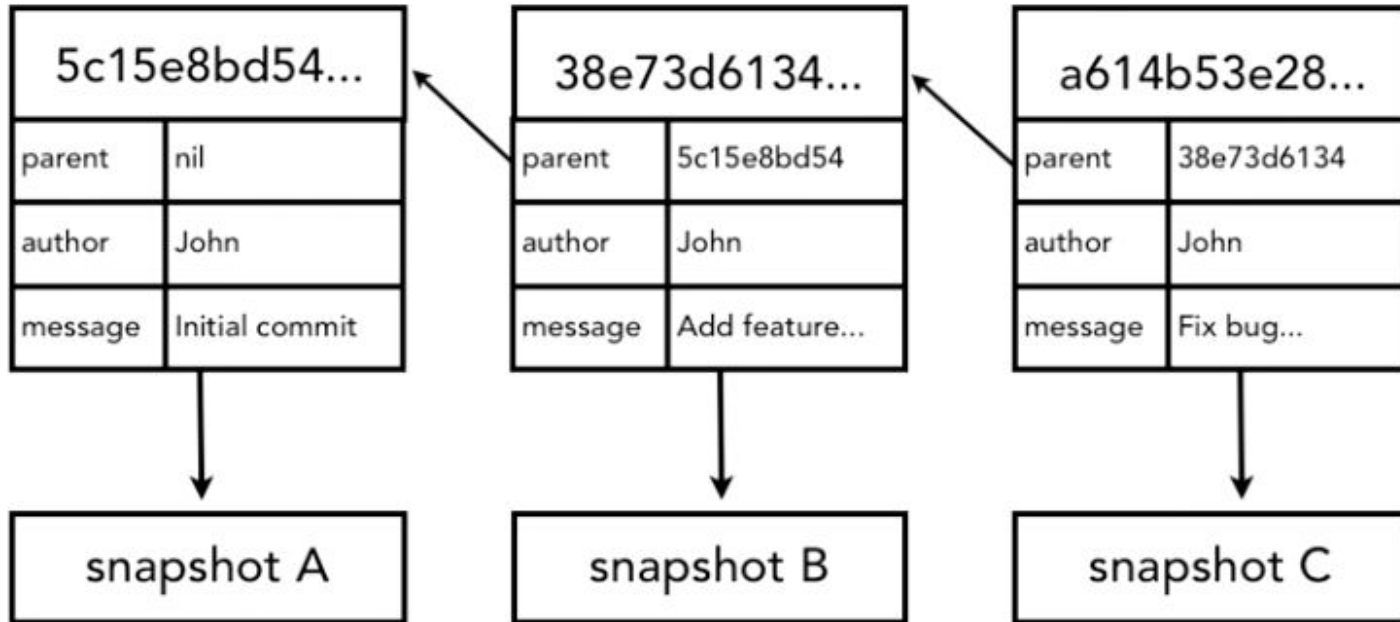 5c15e8bd54...
parent nil
author John
message Initial commit
snapshot A
38e73d6134...
parent 5c15e8bd54
author John
message Add feature...
snapshot B
a614b53e28...
parent 38e73d6134
author John
message Fix bug...
snapshot C